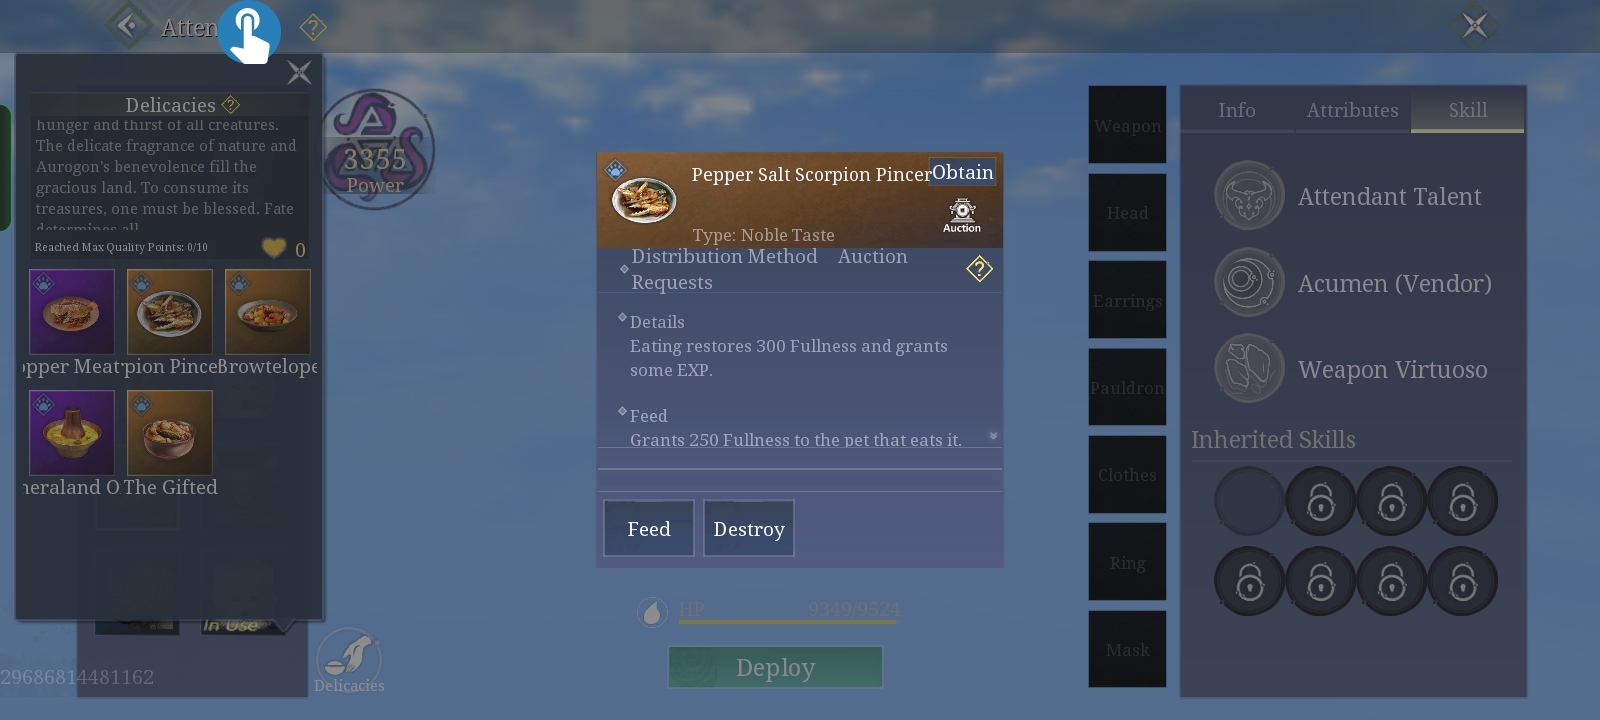 Atten
Delicacies
hunger and thirst of all creatures.
The delicate fragrance of nature and
Aurogon's benevolence fill the
gracious land. To consume its
treasures, one must be blessed. Fate
determines all
Reached Max Quality Points: 0/10
0
pper Meat
pion Pince
Browtelope
neraland O
The Gifted
In Use
29686814481162
3355
Power
Delicacies
Pepper Salt Scorpion Pincer
Obtain
Auction
Type: Noble Taste
Distribution Method Auction
Requests
Details
Eating restores 300 Fullness and grants
some EXP.
Feed
Grants 250 Fullness to the pet that eats it.
Feed
Destroy
HP 9349/9524
Deploy
Weapon
Head
Earrings
Pauldron
Clothes
Ring
Mask
Info
Attributes
Skill
Attendant Talent
Acumen (Vendor)
Weapon Virtuoso
Inherited Skills